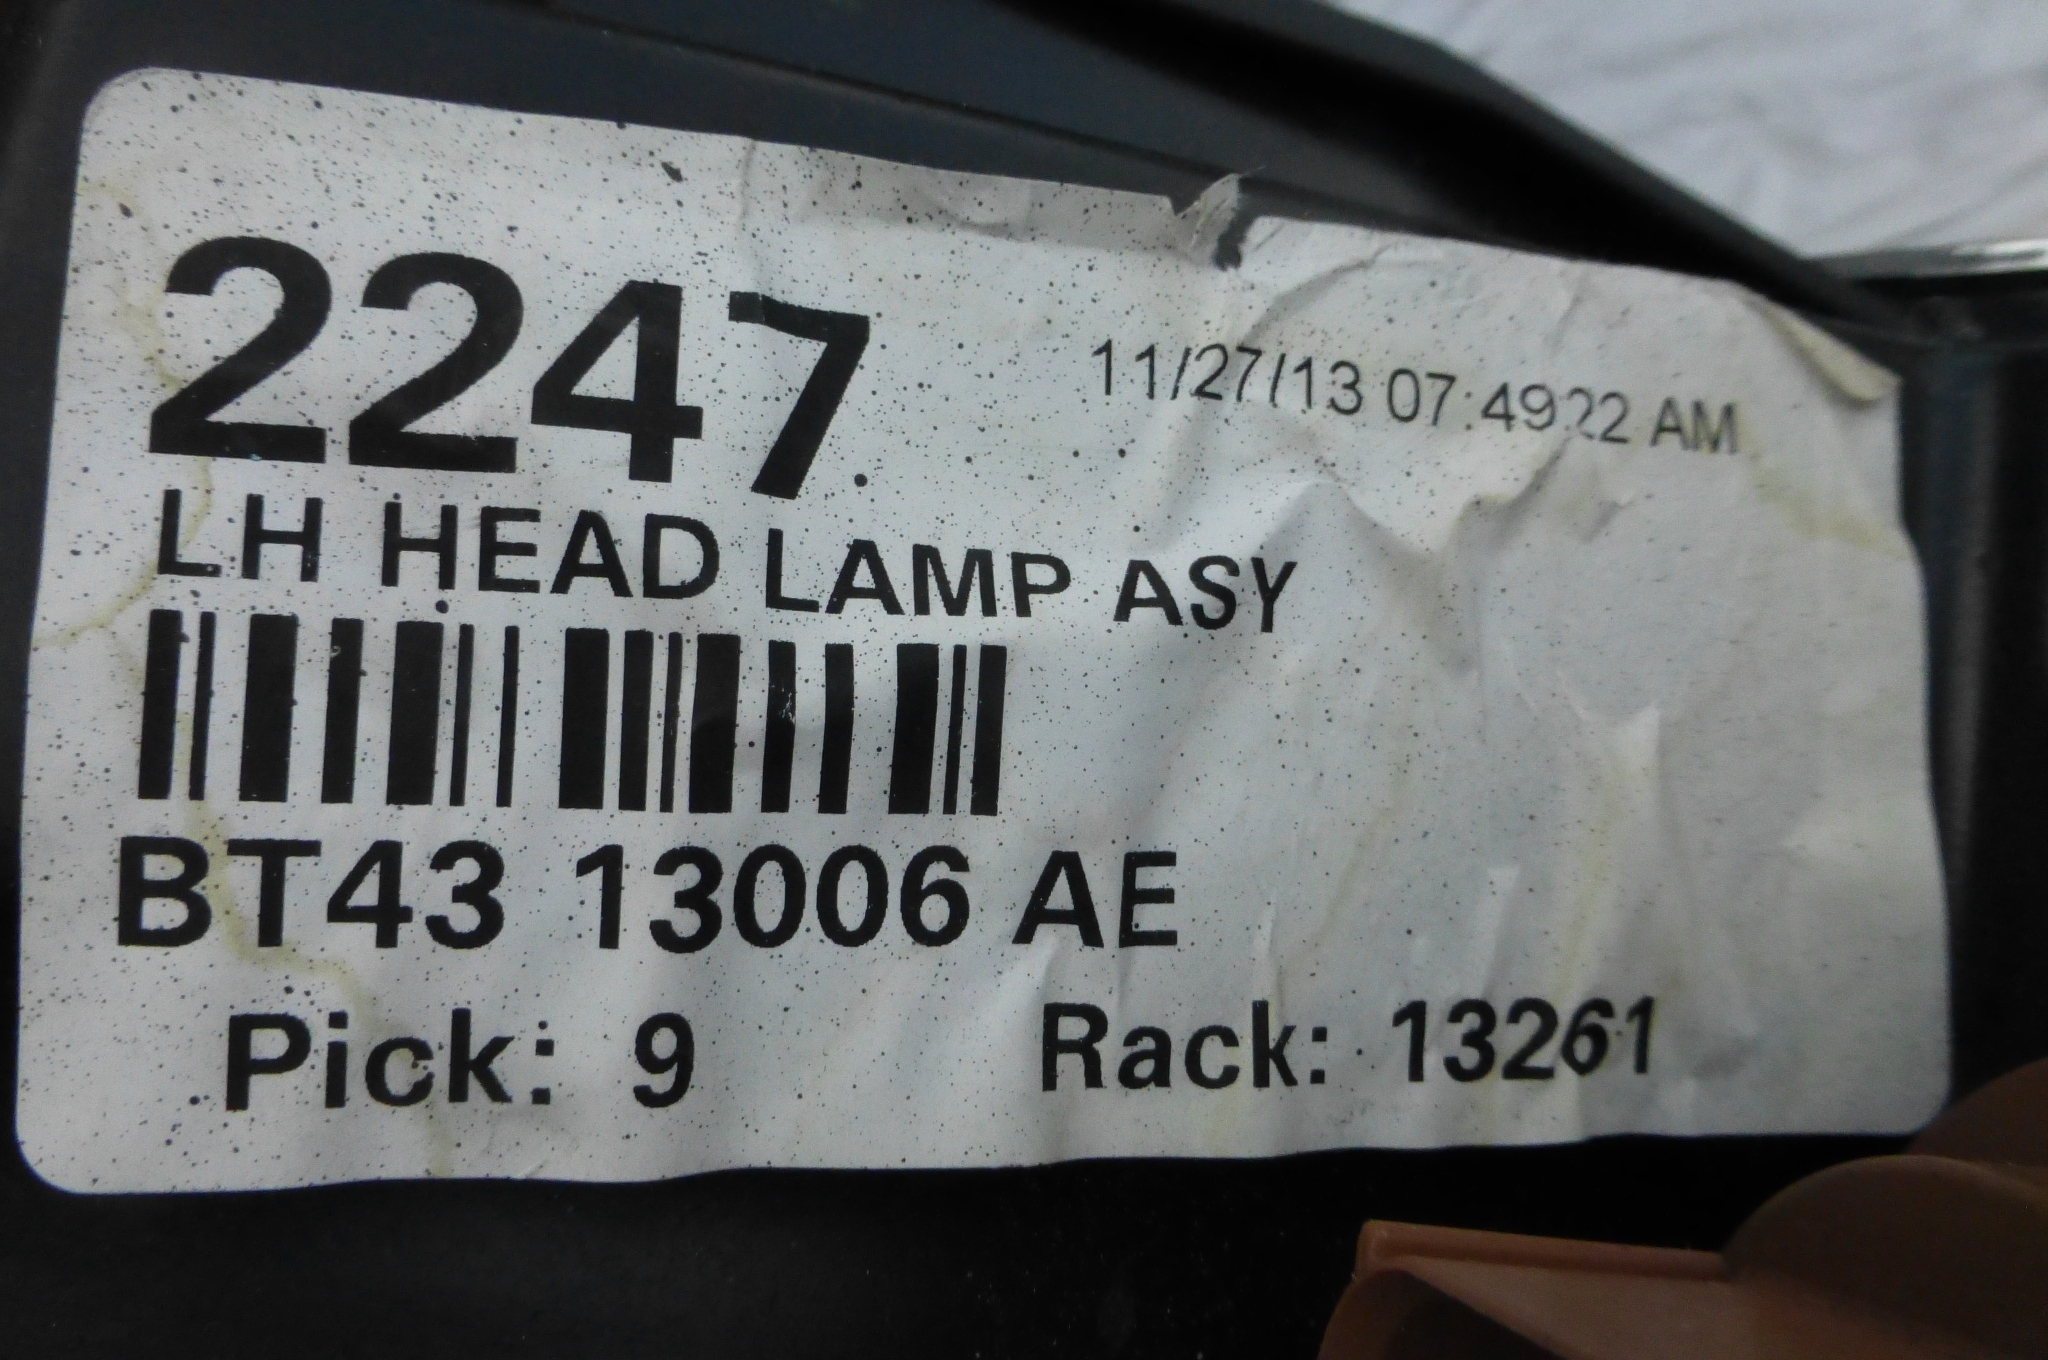 2247
11/27/13 07:49:22 AM
LH HEAD LAMP ASY
BT43 13006 AE
Pick: 9 Rack: 13261